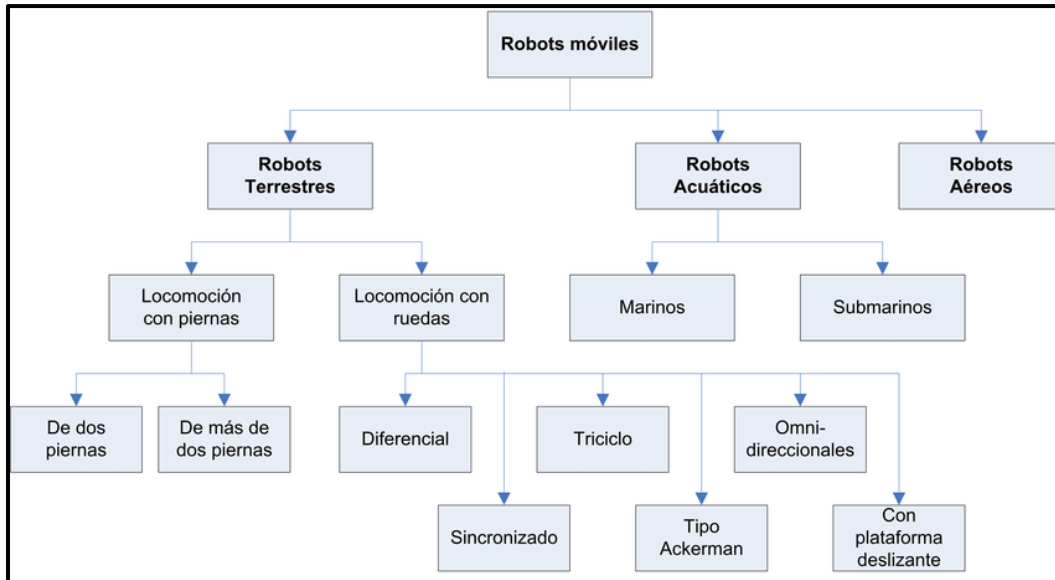 Robots móviles
Robots
Terrestres
Robots
Acuáticos
Robots
Aéreos
Locomoción
con piernas
Locomoción con
ruedas
Marinos
Submarinos
De dos
piernas
De más de
dos piernas
Diferencial
Triciclo
Omni-
direccionales
Sincronizado
Tipo
Ackerman
Con
plataforma
deslizante